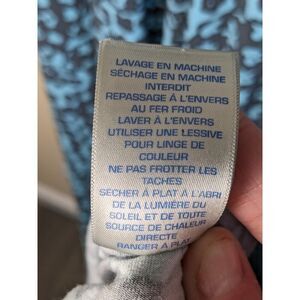 LAVAGE EN MACHINE
SÉCHAGE EN MACHINE
INTERDIT
REPASSAGE À L'ENVERS
AU FER FROID
LAVER À L'ENVERS
UTILISER UNE LESSIVE
POUR LINGE DE
COULEUR
NE PAS FROTTER LES
TACHES
SÉCHER À PLAT À L'ABRI
DE LA LUMIÈRE DU
SOLEIL ET DE TOUTE
SOURCE DE CHALEUR
DIRECTE
RANGER À PLAT